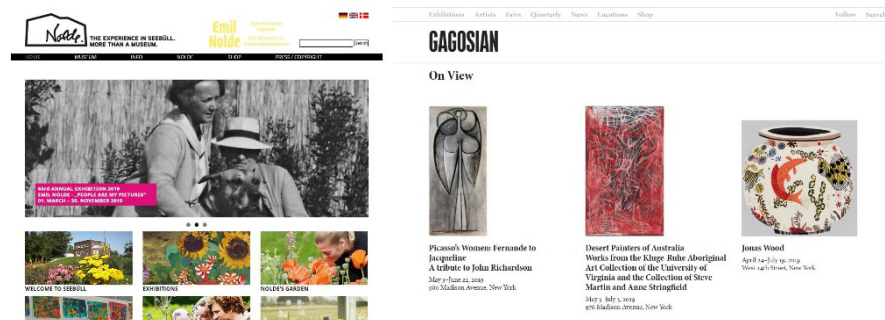 Nolde.
THE EXPERIENCE IN SEEBÜLL.
MORE THAN A MUSEUM.
Emil
Nolde
Search
HOME MUSEUM INFO NOLDE SHOP PRESS / COPYRIGHT
63rd ANNUAL EXHIBITION 2019
EMIL NOLDE - „PEOPLE ARE MY PICTURES“
01. MARCH – 30. NOVEMBER 2019
WELCOME TO SEEBÜLL
EXHIBITIONS
NOLDE'S GARDEN
Exhibitions Artists Fairs Quarterly News Locations Shop
Follow Search
GAGOSIAN
On View
Picasso's Women: Fernande to
Jacqueline
A tribute to John Richardson
May 3–June 22, 2019
980 Madison Avenue, New York
Desert Painters of Australia
Works from the Kluge-Ruhe Aboriginal
Art Collection of the University of
Virginia and the Collection of Steve
Martin and Anne Stringfield
May 3–July 3, 2019
976 Madison Avenue, New York
Jonas Wood
April 24–July 19, 2019
West 24th Street, New York